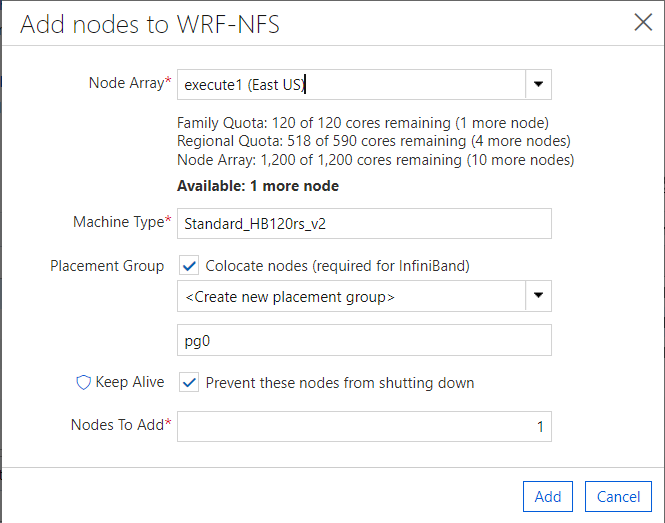 Add nodes to WRF-NFS
Node Array* execute1 (East US)
Family Quota: 120 of 120 cores remaining (1 more node)
Regional Quota: 518 of 590 cores remaining (4 more nodes)
Node Array: 1,200 of 1,200 cores remaining (10 more nodes)
Available: 1 more node
Machine Type* Standard_HB120rs_v2
Placement Group Colocate nodes (required for InfiniBand)
<Create new placement group>
pg0
Keep Alive Prevent these nodes from shutting down
Nodes To Add* 1
Add Cancel